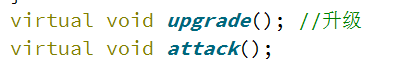 virtual void upgrade(); //升级
virtual void attack();